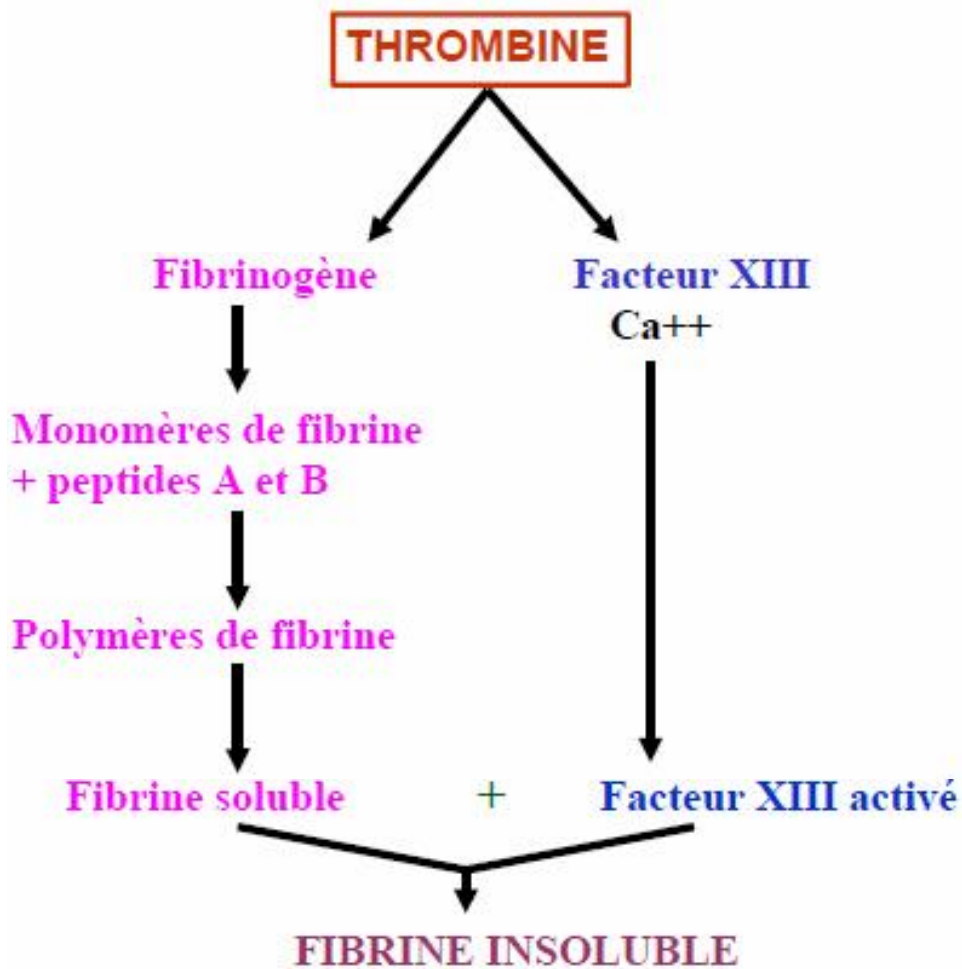 THROMBINE
Fibrinogène
Facteur XIII
Ca++
Monomères de fibrine
+ peptides A et B
Polymères de fibrine
Fibrine soluble + Facteur XIII activé
FIBRINE INSOLUBLE